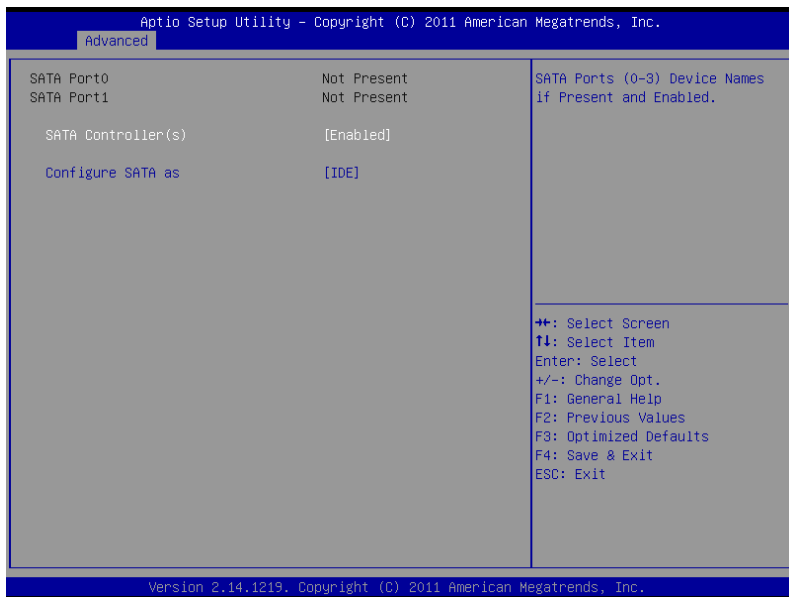 Aptio Setup Utility – Copyright (C) 2011 American Megatrends, Inc.
Advanced
SATA Port0 Not Present
SATA Port1 Not Present
SATA Controller(s) [Enabled]
Configure SATA as [IDE]
SATA Ports (0-3) Device Names
if Present and Enabled.
→←: Select Screen
↑↓: Select Item
Enter: Select
+/-: Change Opt.
F1: General Help
F2: Previous Values
F3: Optimized Defaults
F4: Save & Exit
ESC: Exit
Version 2.14.1219. Copyright (C) 2011 American Megatrends, Inc.